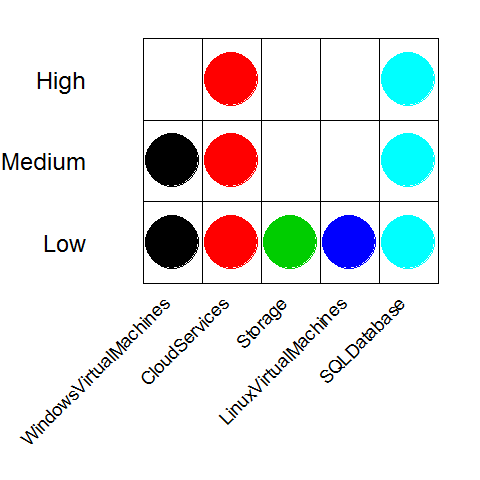 High
Medium
Low
WindowsVirtualMachines
CloudServices
Storage
LinuxVirtualMachines
SQLDatabase